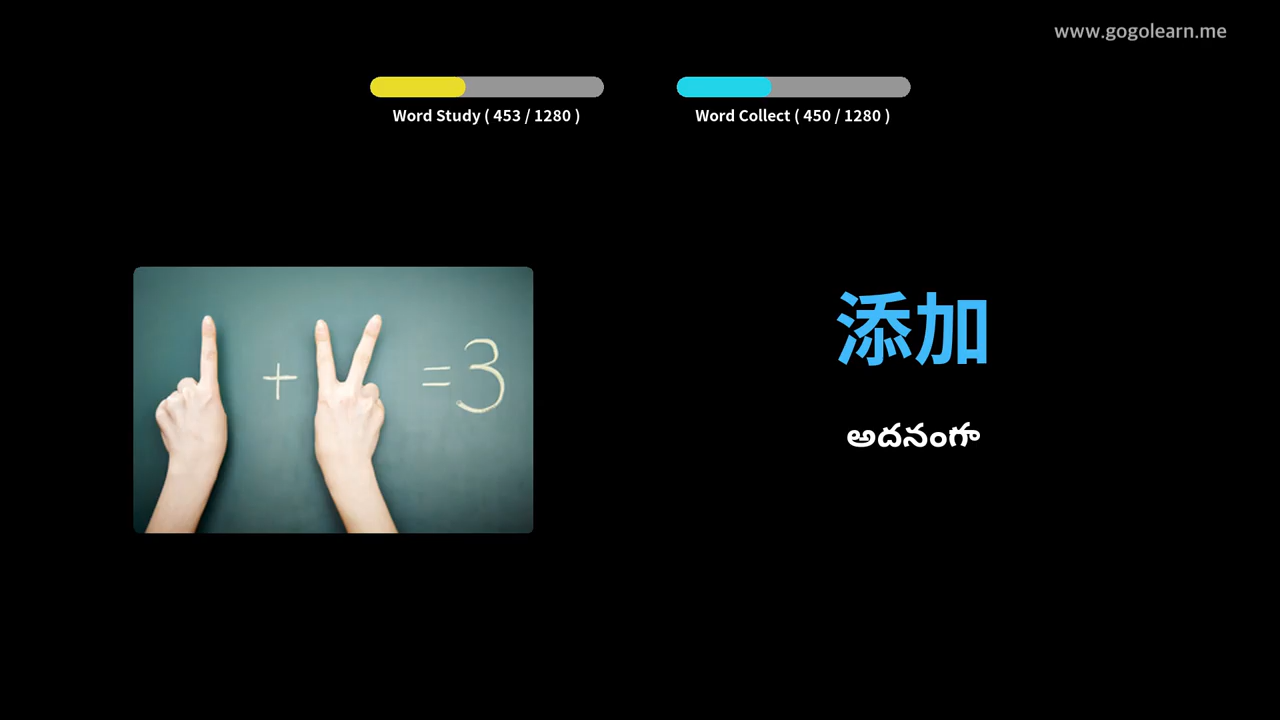 www.gogolearn.me
Word Study ( 453 / 1280 )
Word Collect ( 450 / 1280 )
+ = 3
添加
అదనంగా